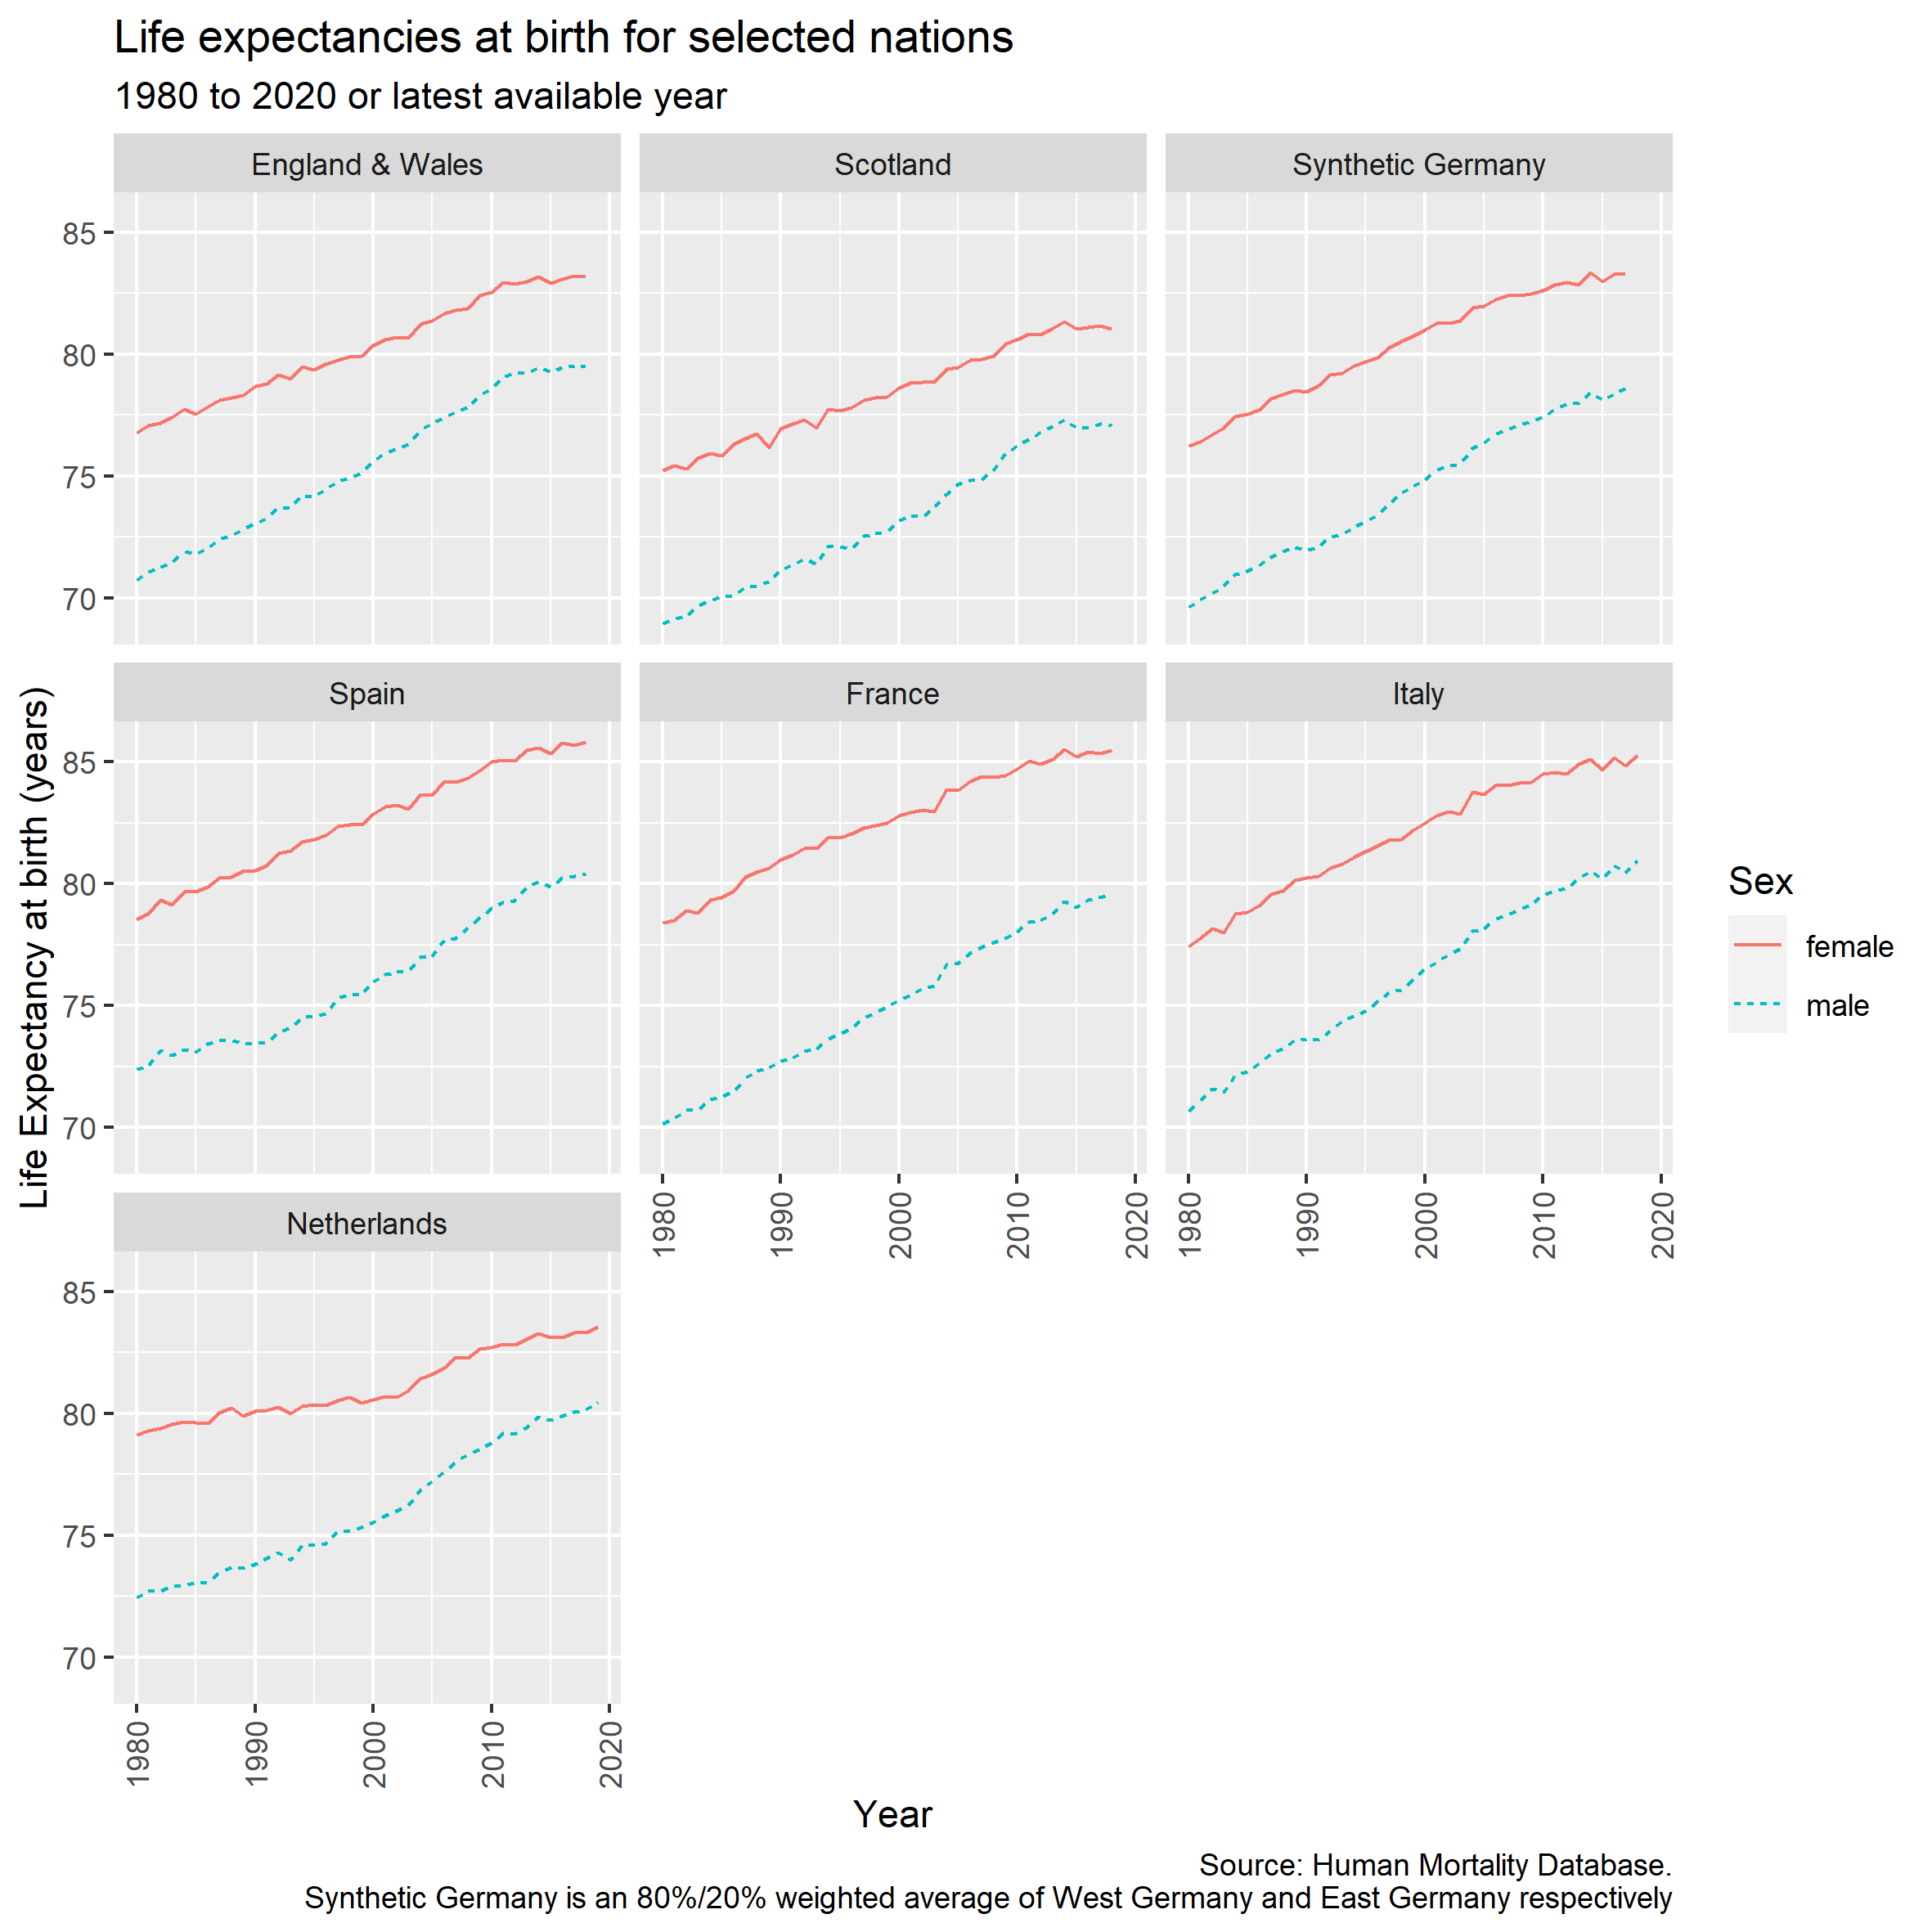 Life expectancies at birth for selected nations
1980 to 2020 or latest available year
England & Wales
Scotland
Synthetic Germany
85
80
75
70
Spain
France
Italy
85
80
75
70
1980
1990
2000
2010
2020
1980
1990
2000
2010
2020
Netherlands
85
80
75
70
1980
1990
2000
2010
2020
Life Expectancy at birth (years)
Year
Sex
female
male
Source: Human Mortality Database.
Synthetic Germany is an 80%/20% weighted average of West Germany and East Germany respectively